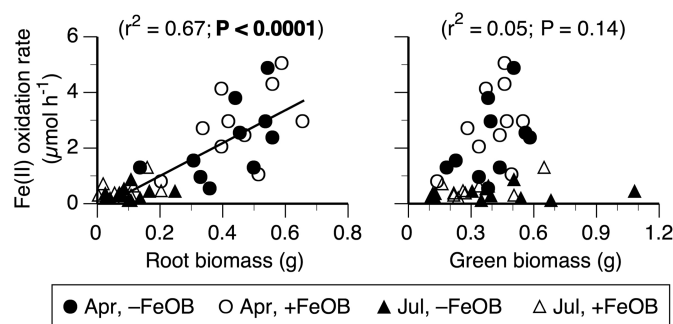 (r² = 0.67; P < 0.0001) (r² = 0.05; P = 0.14)
Fe(II) oxidation rate
(μmol h⁻¹)
6
4
2
0
0 0.2 0.4 0.6 0.8
0 0.3 0.6 0.9 1.2
Root biomass (g) Green biomass (g)
Apr, –FeOB Apr, +FeOB Jul, –FeOB Jul, +FeOB